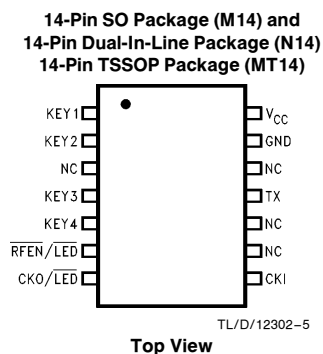 14-Pin SO Package (M14) and
14-Pin Dual-In-Line Package (N14)
14-Pin TSSOP Package (MT14)
KEY1 VCC
KEY2 GND
NC NC
KEY3 TX
KEY4 NC
RFEN/LED NC
CKO/LED CKI
TL/D/12302–5
Top View